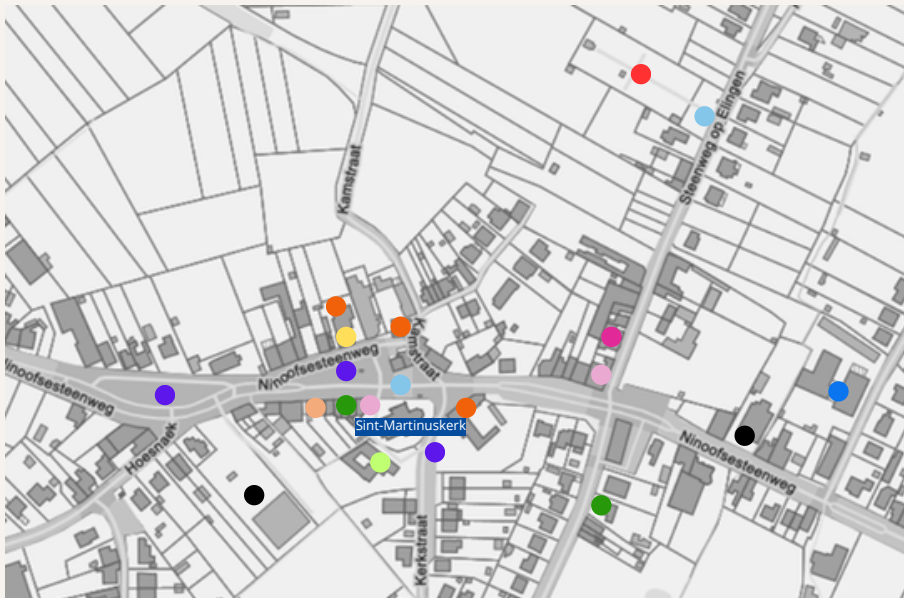 Steenweg op Elingen
Kamstraat
Kamstraat
Ninoofsesteenweg
Ninoofsesteenweg
Hoesnaek
Sint-Martinuskerk
Ninoofsesteenweg
Kerkstraat